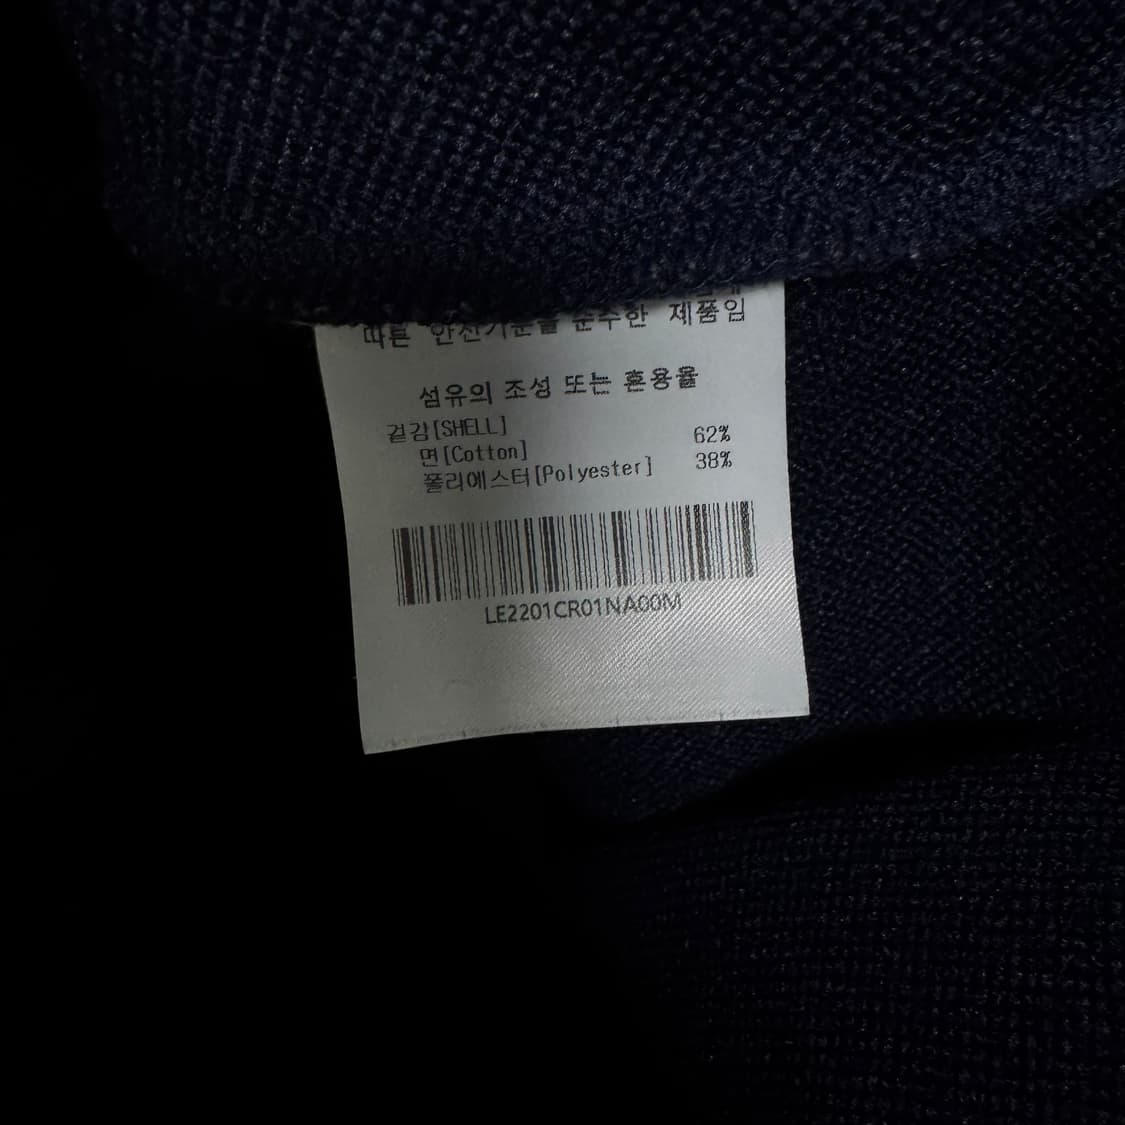 따른 안전기준을 준수한 제품임
섬유의 조성 또는 혼용율
겉감[SHELL]
면[Cotton] 62%
폴리에스터[Polyester] 38%
LE2201CR01NA00M